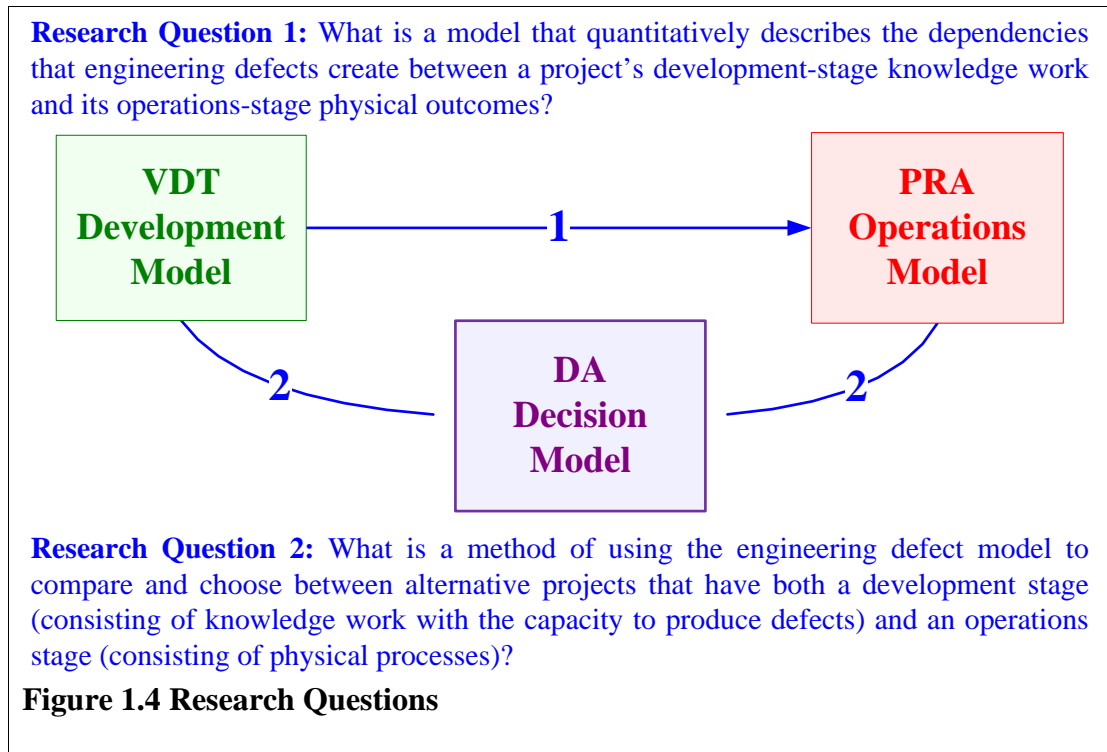 Research Question 1: What is a model that quantitatively describes the dependencies
that engineering defects create between a project's development-stage knowledge work
and its operations-stage physical outcomes?
VDT
Development
Model
1
PRA
Operations
Model
2
DA
Decision
Model
2
Research Question 2: What is a method of using the engineering defect model to
compare and choose between alternative projects that have both a development stage
(consisting of knowledge work with the capacity to produce defects) and an operations
stage (consisting of physical processes)?
Figure 1.4 Research Questions